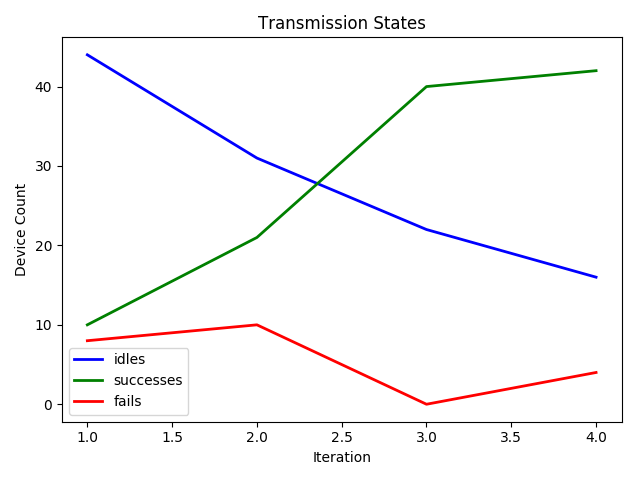 Transmission States
Device Count
40
30
20
10
0
idles
successes
fails
1.0 1.5 2.0 2.5 3.0 3.5 4.0
Iteration